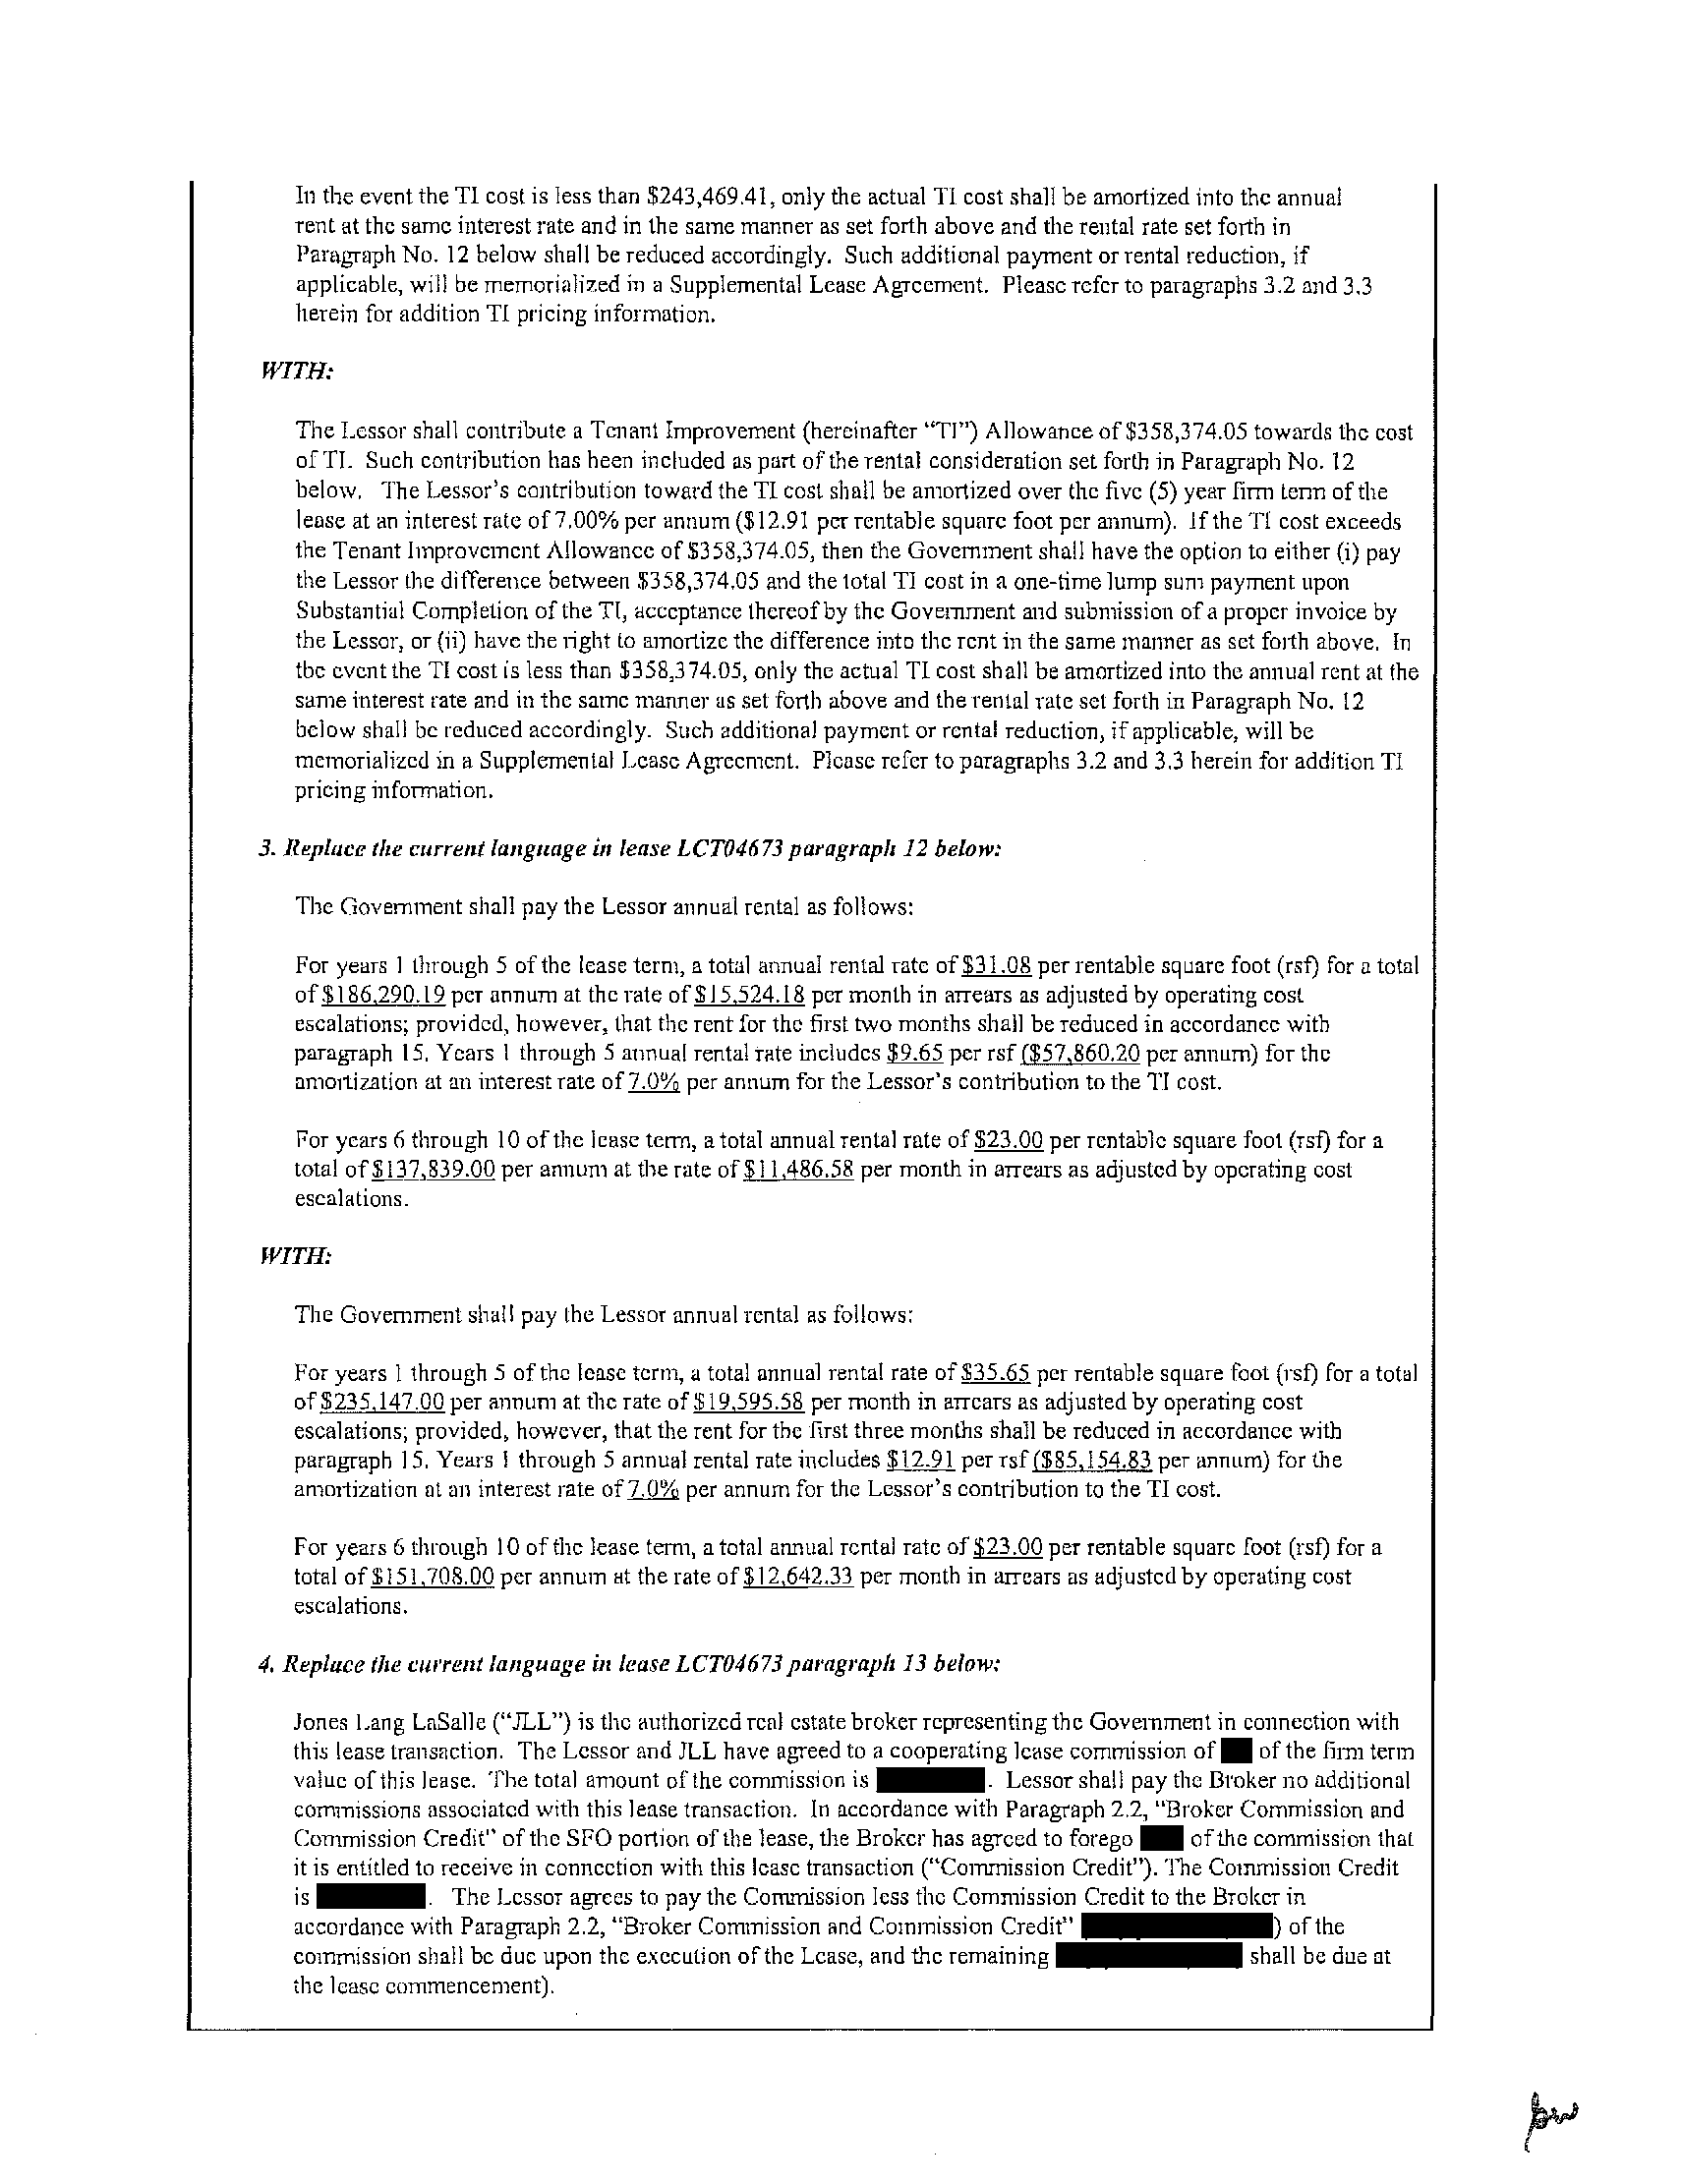 In the event the TI cost is less than $243,469.41, only the actual TI cost shall be amortized into the annual
rent at the same interest rate and in the same manner as set forth above and the rental rate set forth in
Paragraph No. 12 below shall be reduced accordingly. Such additional payment or rental reduction, if
applicable, will be memorialized in a Supplemental Lease Agreement. Please refer to paragraphs 3.2 and 3.3
herein for addition TI pricing information.
WITH:
The Lessor shall contribute a Tenant Improvement (hereinafter “TI”) Allowance of $358,374.05 towards the cost
of TI. Such contribution has been included as part of the rental consideration set forth in Paragraph No. 12
below. The Lessor's contribution toward the TI cost shall be amortized over the five (5) year firm term of the
lease at an interest rate of 7.00% per annum ($12.91 per rentable square foot per annum). If the TI cost exceeds
the Tenant Improvement Allowance of $358,374.05, then the Government shall have the option to either (i) pay
the Lessor the difference between $358,374.05 and the total TI cost in a one-time lump sum payment upon
Substantial Completion of the TI, acceptance thereof by the Government and submission of a proper invoice by
the Lessor, or (ii) have the right to amortize the difference into the rent in the same manner as set forth above. In
the event the TI cost is less than $358,374.05, only the actual TI cost shall be amortized into the annual rent at the
same interest rate and in the same manner as set forth above and the rental rate set forth in Paragraph No. 12
below shall be reduced accordingly. Such additional payment or rental reduction, if applicable, will be
memorialized in a Supplemental Lease Agreement. Please refer to paragraphs 3.2 and 3.3 herein for addition TI
pricing information.
3. Replace the current language in lease LCT04673 paragraph 12 below:
The Government shall pay the Lessor annual rental as follows:
For years 1 through 5 of the lease term, a total annual rental rate of $31.08 per rentable square foot (rsf) for a total
of $186,290.19 per annum at the rate of $15,524.18 per month in arrears as adjusted by operating cost
escalations; provided, however, that the rent for the first two months shall be reduced in accordance with
paragraph 15. Years 1 through 5 annual rental rate includes $9.65 per rsf ($57,860.20 per annum) for the
amortization at an interest rate of 7.0% per annum for the Lessor's contribution to the TI cost.
For years 6 through 10 of the lease term, a total annual rental rate of $23.00 per rentable square foot (rsf) for a
total of $137,839.00 per annum at the rate of $11,486.58 per month in arrears as adjusted by operating cost
escalations.
WITH:
The Government shall pay the Lessor annual rental as follows:
For years 1 through 5 of the lease term, a total annual rental rate of $35.65 per rentable square foot (rsf) for a total
of $235,147.00 per annum at the rate of $19,595.58 per month in arrears as adjusted by operating cost
escalations; provided, however, that the rent for the first three months shall be reduced in accordance with
paragraph 15. Years 1 through 5 annual rental rate includes $12.91 per rsf ($85,154.83 per annum) for the
amortization at an interest rate of 7.0% per annum for the Lessor's contribution to the TI cost.
For years 6 through 10 of the lease term, a total annual rental rate of $23.00 per rentable square foot (rsf) for a
total of $151,708.00 per annum at the rate of $12,642.33 per month in arrears as adjusted by operating cost
escalations.
4. Replace the current language in lease LCT04673 paragraph 13 below:
Jones Lang LaSalle (“JLL”) is the authorized real estate broker representing the Government in connection with
this lease transaction. The Lessor and JLL have agreed to a cooperating lease commission of of the firm term
value of this lease. The total amount of the commission is . Lessor shall pay the Broker no additional
commissions associated with this lease transaction. In accordance with Paragraph 2.2, “Broker Commission and
Commission Credit” of the SFO portion of the lease, the Broker has agreed to forego of the commission that
it is entitled to receive in connection with this lease transaction (“Commission Credit”). The Commission Credit
is . The Lessor agrees to pay the Commission less the Commission Credit to the Broker in
accordance with Paragraph 2.2, “Broker Commission and Commission Credit” ) of the
commission shall be due upon the execution of the Lease, and the remaining shall be due at
the lease commencement).